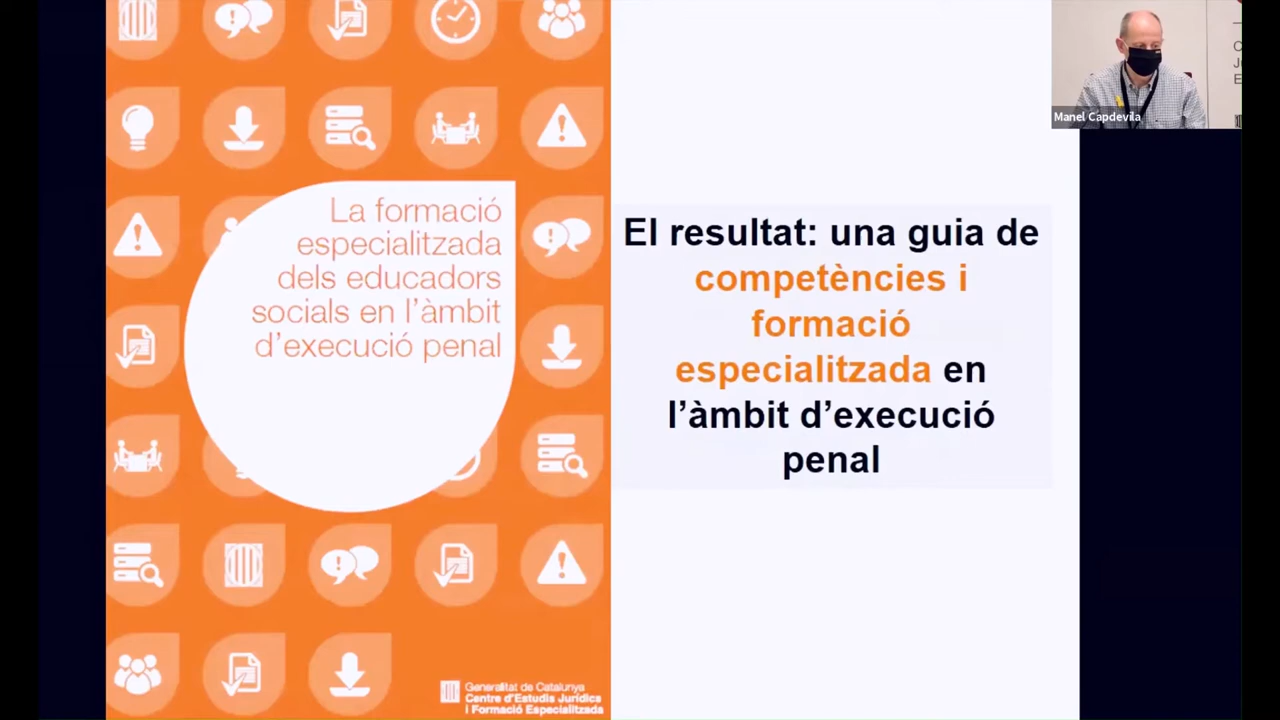 La formació
especialitzada
dels educadors
socials en l'àmbit
d'execució penal
Generalitat de Catalunya
Centre d'Estudis Jurídics
i Formació Especialitzada
El resultat: una guia de
competències i
formació
especialitzada en
l'àmbit d'execució
penal
Manel Capdevila